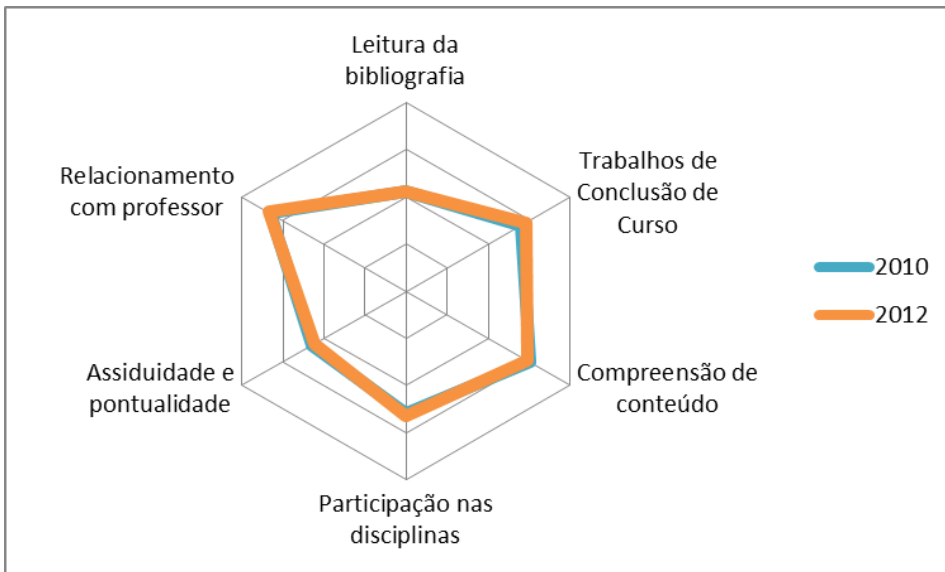 Leitura da
bibliografia
Trabalhos de
Conclusão de
Curso
Compreensão de
conteúdo
Participação nas
disciplinas
Assiduidade e
pontualidade
Relacionamento
com professor
2010
2012